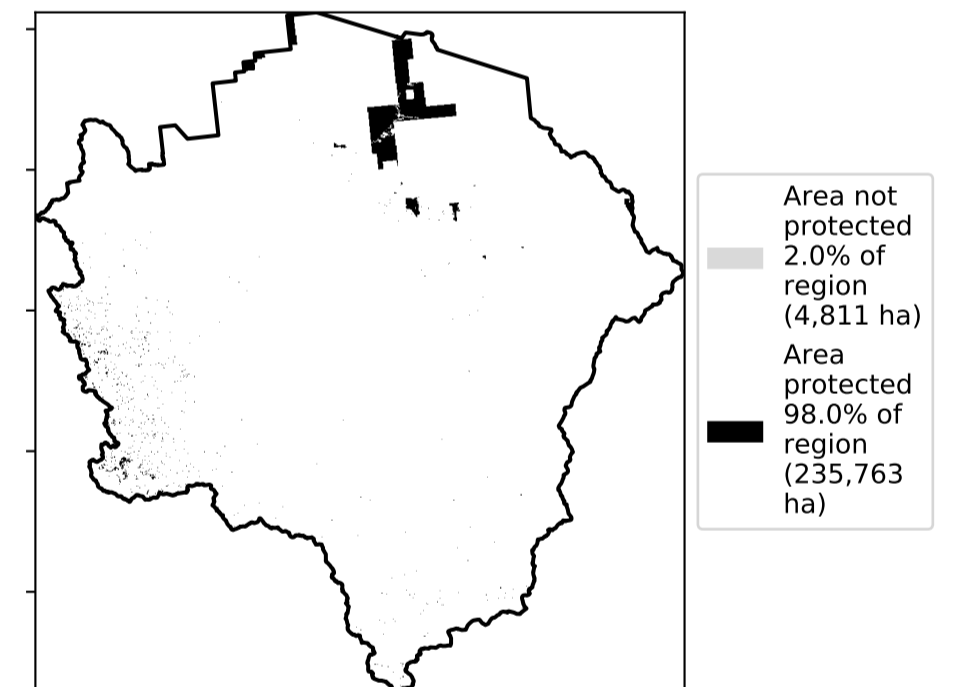 Area not
protected
2.0% of
region
(4,811 ha)
Area
protected
98.0% of
region
(235,763
ha)